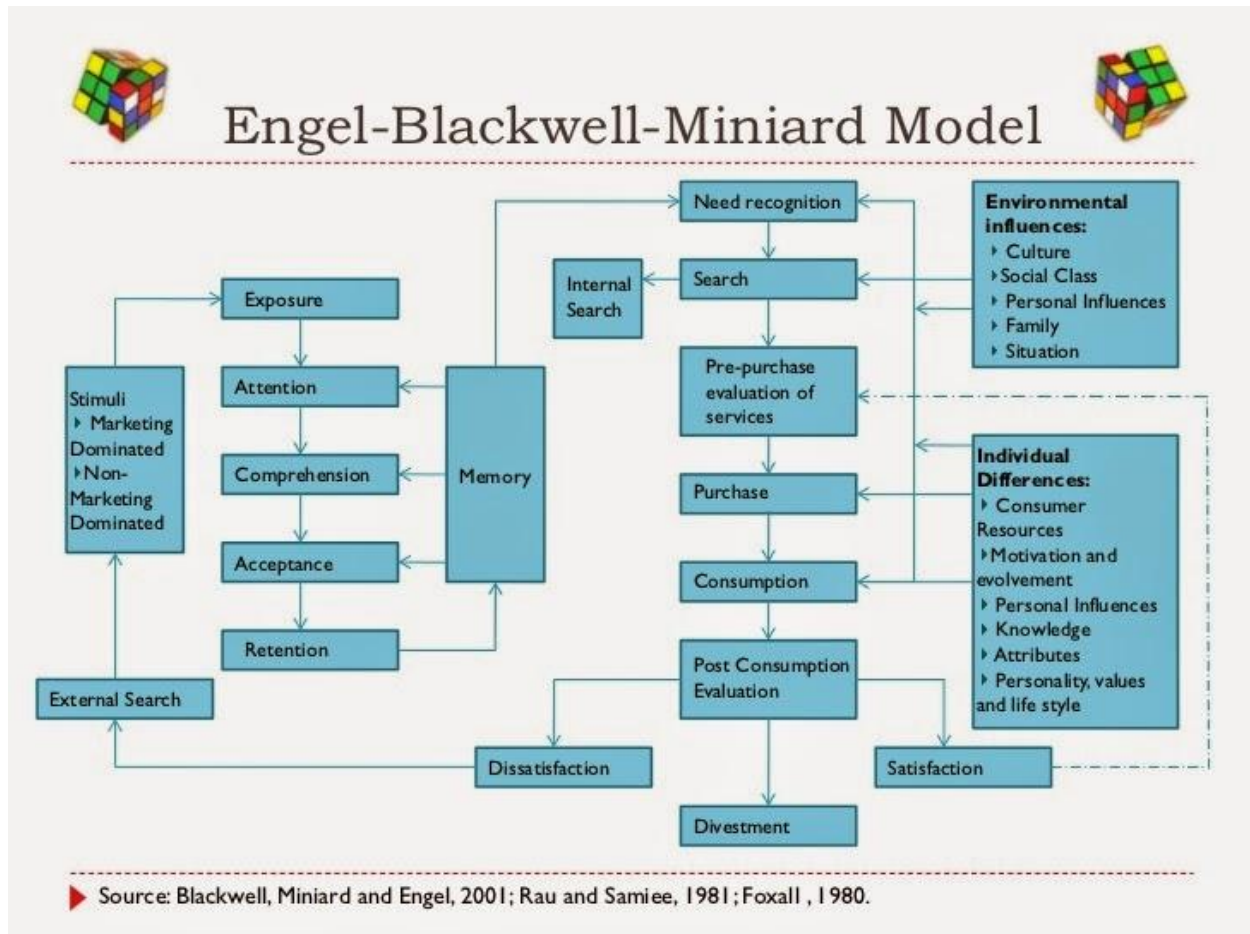 Engel-Blackwell-Miniard Model
Need recognition
Search
Internal
Search
Pre-purchase
evaluation of
services
Purchase
Consumption
Post Consumption
Evaluation
Dissatisfaction
Satisfaction
Divestment
Exposure
Attention
Comprehension
Acceptance
Retention
Memory
Stimuli
Marketing
Dominated
Non-
Marketing
Dominated
External Search
Environmental
influences:
Culture
Social Class
Personal Influences
Family
Situation
Individual
Differences:
Consumer
Resources
Motivation and
evolvement
Personal Influences
Knowledge
Attributes
Personality, values
and life style
Source: Blackwell, Miniard and Engel, 2001; Rau and Samiee, 1981; Foxall , 1980.